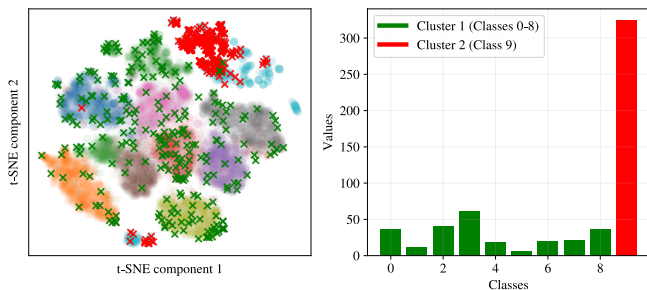 t-SNE component 2
t-SNE component 1
Cluster 1 (Classes 0-8)
Cluster 2 (Class 9)
Values
300
250
200
150
100
50
0
0 2 4 6 8
Classes